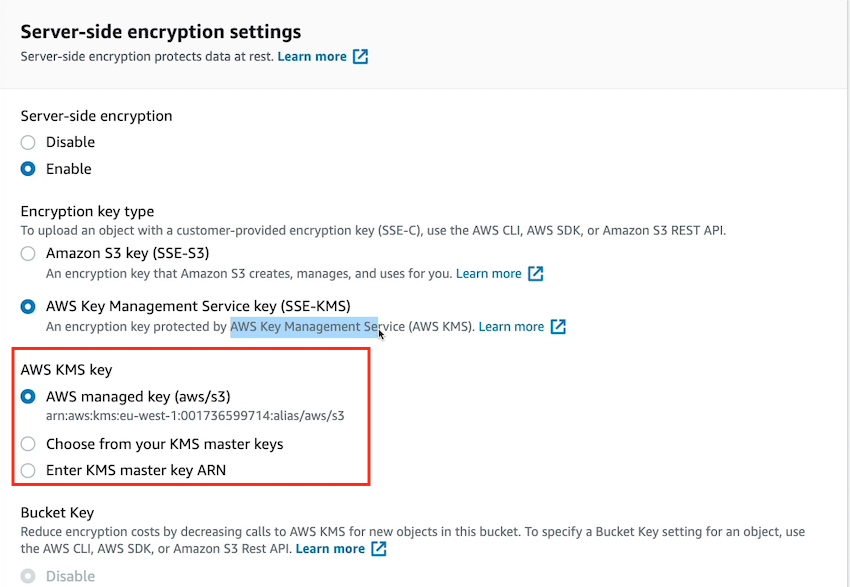 Server-side encryption settings
Server-side encryption protects data at rest. Learn more
Server-side encryption
Disable
Enable
Encryption key type
To upload an object with a customer-provided encryption key (SSE-C), use the AWS CLI, AWS SDK, or Amazon S3 REST API.
Amazon S3 key (SSE-S3)
An encryption key that Amazon S3 creates, manages, and uses for you. Learn more
AWS Key Management Service key (SSE-KMS)
An encryption key protected by AWS Key Management Service (AWS KMS). Learn more
AWS KMS key
AWS managed key (aws/s3)
arn:aws:kms:eu-west-1:001736599714:alias/aws/s3
Choose from your KMS master keys
Enter KMS master key ARN
Bucket Key
Reduce encryption costs by decreasing calls to AWS KMS for new objects in this bucket. To specify a Bucket Key setting for an object, use
the AWS CLI, AWS SDK, or Amazon S3 Rest API. Learn more
Disable